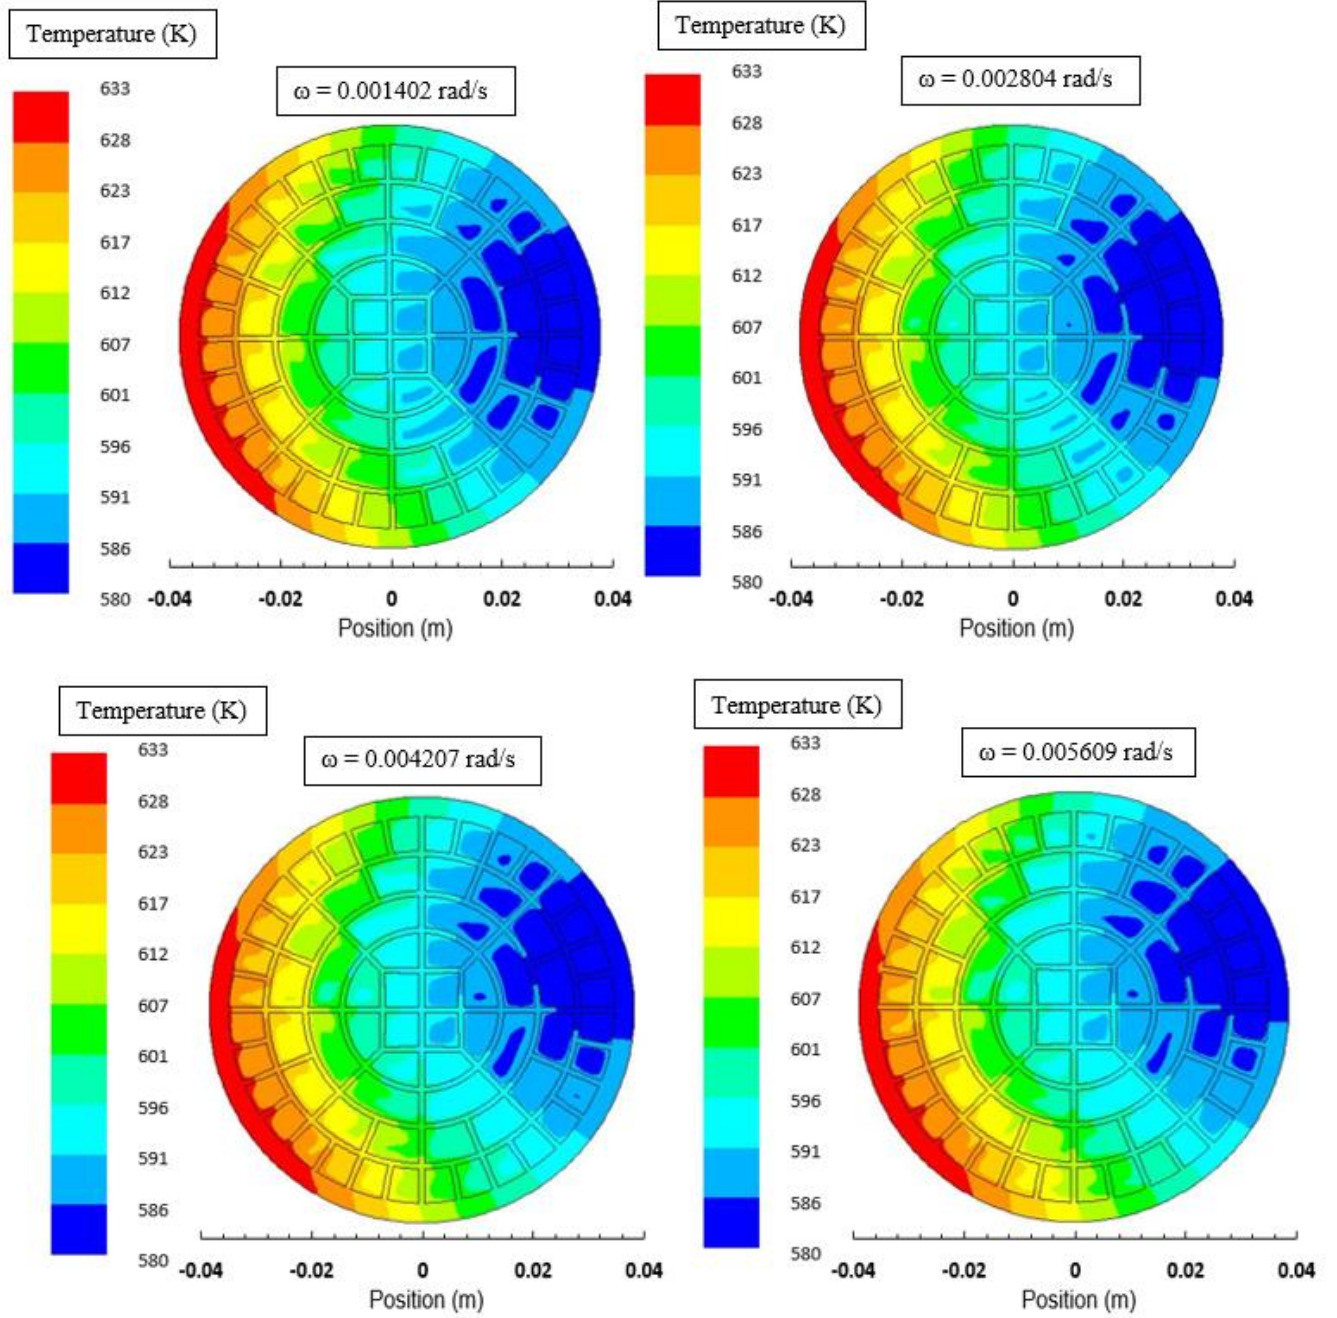 Temperature (K)
ω = 0.001402 rad/s
633
628
623
617
612
607
601
596
591
586
580
-0.04 -0.02 0 0.02 0.04
Position (m)
Temperature (K)
ω = 0.002804 rad/s
633
628
623
617
612
607
601
596
591
586
580
-0.04 -0.02 0 0.02 0.04
Position (m)
Temperature (K)
ω = 0.004207 rad/s
633
628
623
617
612
607
601
596
591
586
580
-0.04 -0.02 0 0.02 0.04
Position (m)
Temperature (K)
ω = 0.005609 rad/s
633
628
623
617
612
607
601
596
591
586
580
-0.04 -0.02 0 0.02 0.04
Position (m)